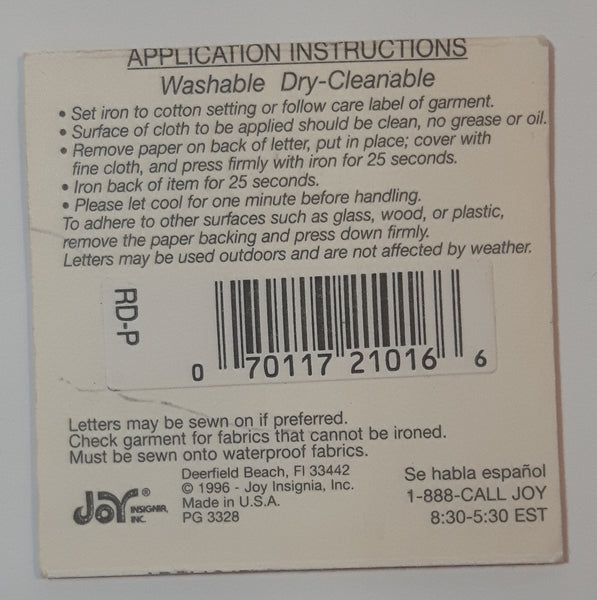 APPLICATION INSTRUCTIONS
Washable Dry-Cleanable
• Set iron to cotton setting or follow care label of garment.
• Surface of cloth to be applied should be clean, no grease or oil.
• Remove paper on back of letter, put in place; cover with
fine cloth, and press firmly with iron for 25 seconds.
• Iron back of item for 25 seconds.
• Please let cool for one minute before handling.
To adhere to other surfaces such as glass, wood, or plastic,
remove the paper backing and press down firmly.
Letters may be used outdoors and are not affected by weather.
RD-P
0 70117 21016 6
Letters may be sewn on if preferred.
Check garment for fabrics that cannot be ironed.
Must be sewn onto waterproof fabrics.
JOY® INSIGNIA, INC.
Deerfield Beach, Fl 33442
© 1996 - Joy Insignia, Inc.
Made in U.S.A.
PG 3328
Se habla español
1-888-CALL JOY
8:30-5:30 EST